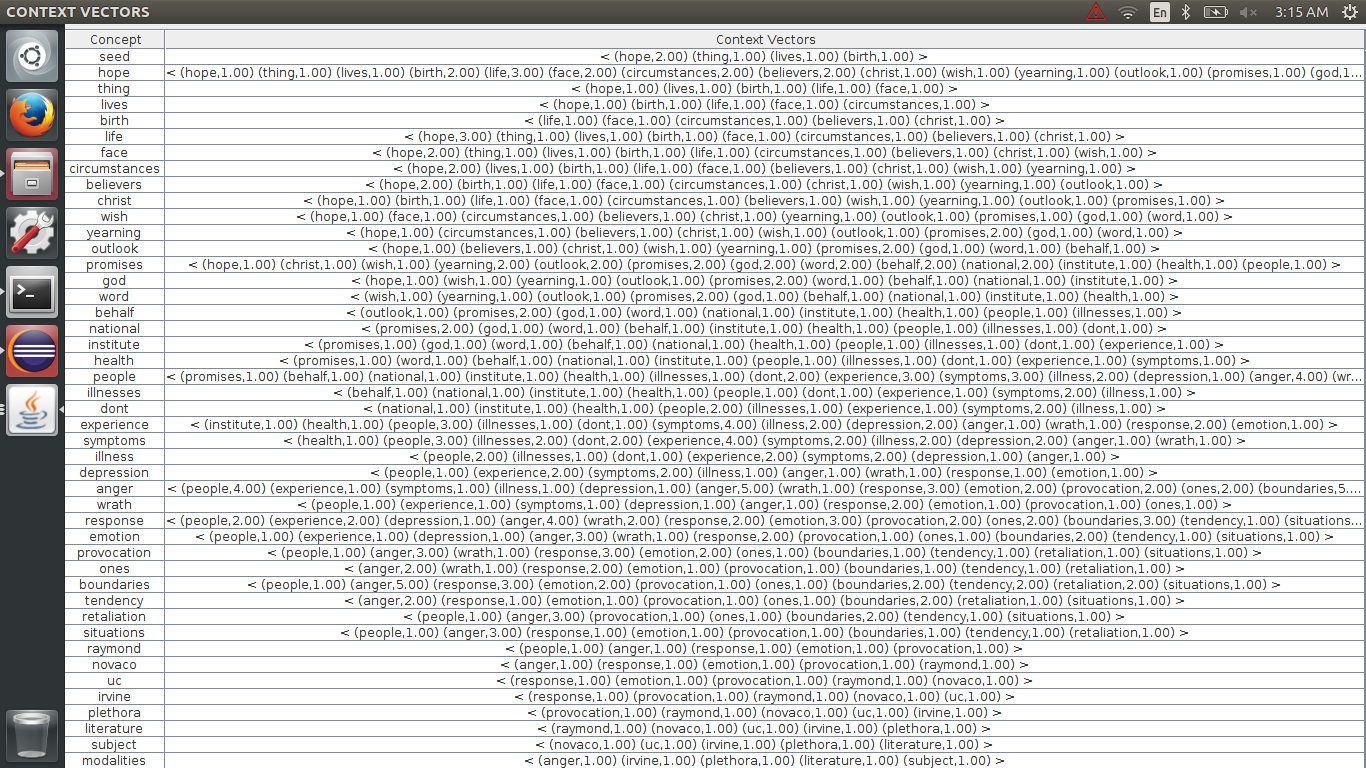 CONTEXT VECTORS En 3:15 AM
Concept Context Vectors
seed < (hope,2.00) (thing,1.00) (lives,1.00) (birth,1.00) >
hope < (hope,1.00) (thing,1.00) (lives,1.00) (birth,2.00) (life,3.00) (face,2.00) (circumstances,2.00) (believers,2.00) (christ,1.00) (wish,1.00) (yearning,1.00) (outlook,1.00) (promises,1.00) (god,1...
thing < (hope,1.00) (lives,1.00) (birth,1.00) (life,1.00) (face,1.00) >
lives < (hope,1.00) (birth,1.00) (life,1.00) (face,1.00) (circumstances,1.00) >
birth < (life,1.00) (face,1.00) (circumstances,1.00) (believers,1.00) (christ,1.00) >
life < (hope,3.00) (thing,1.00) (lives,1.00) (birth,1.00) (face,1.00) (circumstances,1.00) (believers,1.00) (christ,1.00) >
face < (hope,2.00) (thing,1.00) (lives,1.00) (birth,1.00) (life,1.00) (circumstances,1.00) (believers,1.00) (christ,1.00) (wish,1.00) >
circumstances < (hope,2.00) (lives,1.00) (birth,1.00) (life,1.00) (face,1.00) (believers,1.00) (christ,1.00) (wish,1.00) (yearning,1.00) >
believers < (hope,2.00) (birth,1.00) (life,1.00) (face,1.00) (circumstances,1.00) (christ,1.00) (wish,1.00) (yearning,1.00) (outlook,1.00) >
christ < (hope,1.00) (birth,1.00) (life,1.00) (face,1.00) (circumstances,1.00) (believers,1.00) (wish,1.00) (yearning,1.00) (outlook,1.00) (promises,1.00) >
wish < (hope,1.00) (face,1.00) (circumstances,1.00) (believers,1.00) (christ,1.00) (yearning,1.00) (outlook,1.00) (promises,1.00) (god,1.00) (word,1.00) >
yearning < (hope,1.00) (circumstances,1.00) (believers,1.00) (christ,1.00) (wish,1.00) (outlook,1.00) (promises,2.00) (god,1.00) (word,1.00) >
outlook < (hope,1.00) (believers,1.00) (christ,1.00) (wish,1.00) (yearning,1.00) (promises,2.00) (god,1.00) (word,1.00) (behalf,1.00) >
promises < (hope,1.00) (christ,1.00) (wish,1.00) (yearning,2.00) (outlook,2.00) (promises,2.00) (god,2.00) (word,2.00) (behalf,2.00) (national,2.00) (institute,1.00) (health,1.00) (people,1.00) >
god < (hope,1.00) (wish,1.00) (yearning,1.00) (outlook,1.00) (promises,2.00) (word,1.00) (behalf,1.00) (national,1.00) (institute,1.00) >
word < (wish,1.00) (yearning,1.00) (outlook,1.00) (promises,2.00) (god,1.00) (behalf,1.00) (national,1.00) (institute,1.00) (health,1.00) >
behalf < (outlook,1.00) (promises,2.00) (god,1.00) (word,1.00) (national,1.00) (institute,1.00) (health,1.00) (people,1.00) (illnesses,1.00) >
national < (promises,2.00) (god,1.00) (word,1.00) (behalf,1.00) (institute,1.00) (health,1.00) (people,1.00) (illnesses,1.00) (dont,1.00) >
institute < (promises,1.00) (god,1.00) (word,1.00) (behalf,1.00) (national,1.00) (health,1.00) (people,1.00) (illnesses,1.00) (dont,1.00) (experience,1.00) >
health < (promises,1.00) (word,1.00) (behalf,1.00) (national,1.00) (institute,1.00) (people,1.00) (illnesses,1.00) (dont,1.00) (experience,1.00) (symptoms,1.00) >
people < (promises,1.00) (behalf,1.00) (national,1.00) (institute,1.00) (health,1.00) (illnesses,1.00) (dont,2.00) (experience,3.00) (symptoms,3.00) (illness,2.00) (depression,1.00) (anger,4.00) (wr...
illnesses < (behalf,1.00) (national,1.00) (institute,1.00) (health,1.00) (people,1.00) (dont,1.00) (experience,1.00) (symptoms,2.00) (illness,1.00) >
dont < (national,1.00) (institute,1.00) (health,1.00) (people,2.00) (illnesses,1.00) (experience,1.00) (symptoms,2.00) (illness,1.00) >
experience < (institute,1.00) (health,1.00) (people,3.00) (illnesses,1.00) (dont,1.00) (symptoms,4.00) (illness,2.00) (depression,2.00) (anger,1.00) (wrath,1.00) (response,2.00) (emotion,1.00) >
symptoms < (health,1.00) (people,3.00) (illnesses,2.00) (dont,2.00) (experience,4.00) (symptoms,2.00) (illness,2.00) (depression,2.00) (anger,1.00) (wrath,1.00) >
illness < (people,2.00) (illnesses,1.00) (dont,1.00) (experience,2.00) (symptoms,2.00) (depression,1.00) (anger,1.00) >
depression < (people,1.00) (experience,2.00) (symptoms,2.00) (illness,1.00) (anger,1.00) (wrath,1.00) (response,1.00) (emotion,1.00) >
anger < (people,4.00) (experience,1.00) (symptoms,1.00) (illness,1.00) (depression,1.00) (anger,5.00) (wrath,1.00) (response,3.00) (emotion,2.00) (provocation,2.00) (ones,2.00) (boundaries,5....
wrath < (people,1.00) (experience,1.00) (symptoms,1.00) (depression,1.00) (anger,1.00) (response,2.00) (emotion,1.00) (provocation,1.00) (ones,1.00) >
response < (people,2.00) (experience,2.00) (depression,1.00) (anger,4.00) (wrath,2.00) (response,2.00) (emotion,3.00) (provocation,2.00) (ones,2.00) (boundaries,3.00) (tendency,1.00) (situations...
emotion < (people,1.00) (experience,1.00) (depression,1.00) (anger,3.00) (wrath,1.00) (response,2.00) (provocation,1.00) (ones,1.00) (boundaries,2.00) (tendency,1.00) (situations,1.00) >
provocation < (people,1.00) (anger,3.00) (wrath,1.00) (response,3.00) (emotion,2.00) (ones,1.00) (boundaries,1.00) (tendency,1.00) (retaliation,1.00) (situations,1.00) >
ones < (anger,2.00) (wrath,1.00) (response,2.00) (emotion,1.00) (provocation,1.00) (boundaries,1.00) (tendency,1.00) (retaliation,1.00) >
boundaries < (people,1.00) (anger,5.00) (response,3.00) (emotion,2.00) (provocation,1.00) (ones,1.00) (boundaries,2.00) (tendency,2.00) (retaliation,2.00) (situations,1.00) >
tendency < (anger,2.00) (response,1.00) (emotion,1.00) (provocation,1.00) (ones,1.00) (boundaries,2.00) (retaliation,1.00) (situations,1.00) >
retaliation < (people,1.00) (anger,3.00) (provocation,1.00) (ones,1.00) (boundaries,2.00) (tendency,1.00) (situations,1.00) >
situations < (people,1.00) (anger,3.00) (response,1.00) (emotion,1.00) (provocation,1.00) (boundaries,1.00) (tendency,1.00) (retaliation,1.00) >
raymond < (people,1.00) (anger,1.00) (response,1.00) (emotion,1.00) (provocation,1.00) >
novaco < (anger,1.00) (response,1.00) (emotion,1.00) (provocation,1.00) (raymond,1.00) >
uc < (response,1.00) (emotion,1.00) (provocation,1.00) (raymond,1.00) (novaco,1.00) >
irvine < (response,1.00) (provocation,1.00) (raymond,1.00) (novaco,1.00) (uc,1.00) >
plethora < (provocation,1.00) (raymond,1.00) (novaco,1.00) (uc,1.00) (irvine,1.00) >
literature < (raymond,1.00) (novaco,1.00) (uc,1.00) (irvine,1.00) (plethora,1.00) >
subject < (novaco,1.00) (uc,1.00) (irvine,1.00) (plethora,1.00) (literature,1.00) >
modalities < (anger,1.00) (irvine,1.00) (plethora,1.00) (literature,1.00) (subject,1.00) >